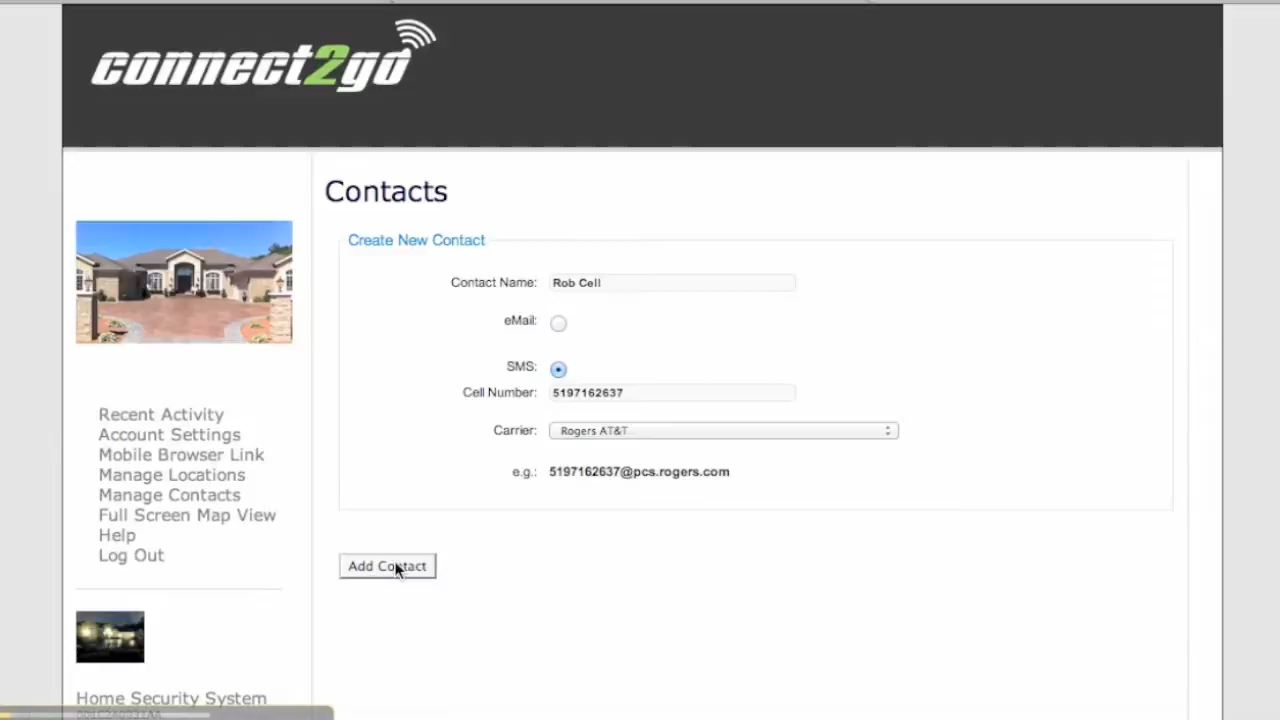 connect2go
Contacts
Create New Contact
Contact Name: Rob Cell
eMail:
SMS:
Cell Number: 5197162637
Carrier: Rogers AT&T
e.g.: 5197162637@pcs.rogers.com
Add Contact
Recent Activity
Account Settings
Mobile Browser Link
Manage Locations
Manage Contacts
Full Screen Map View
Help
Log Out
Home Security System